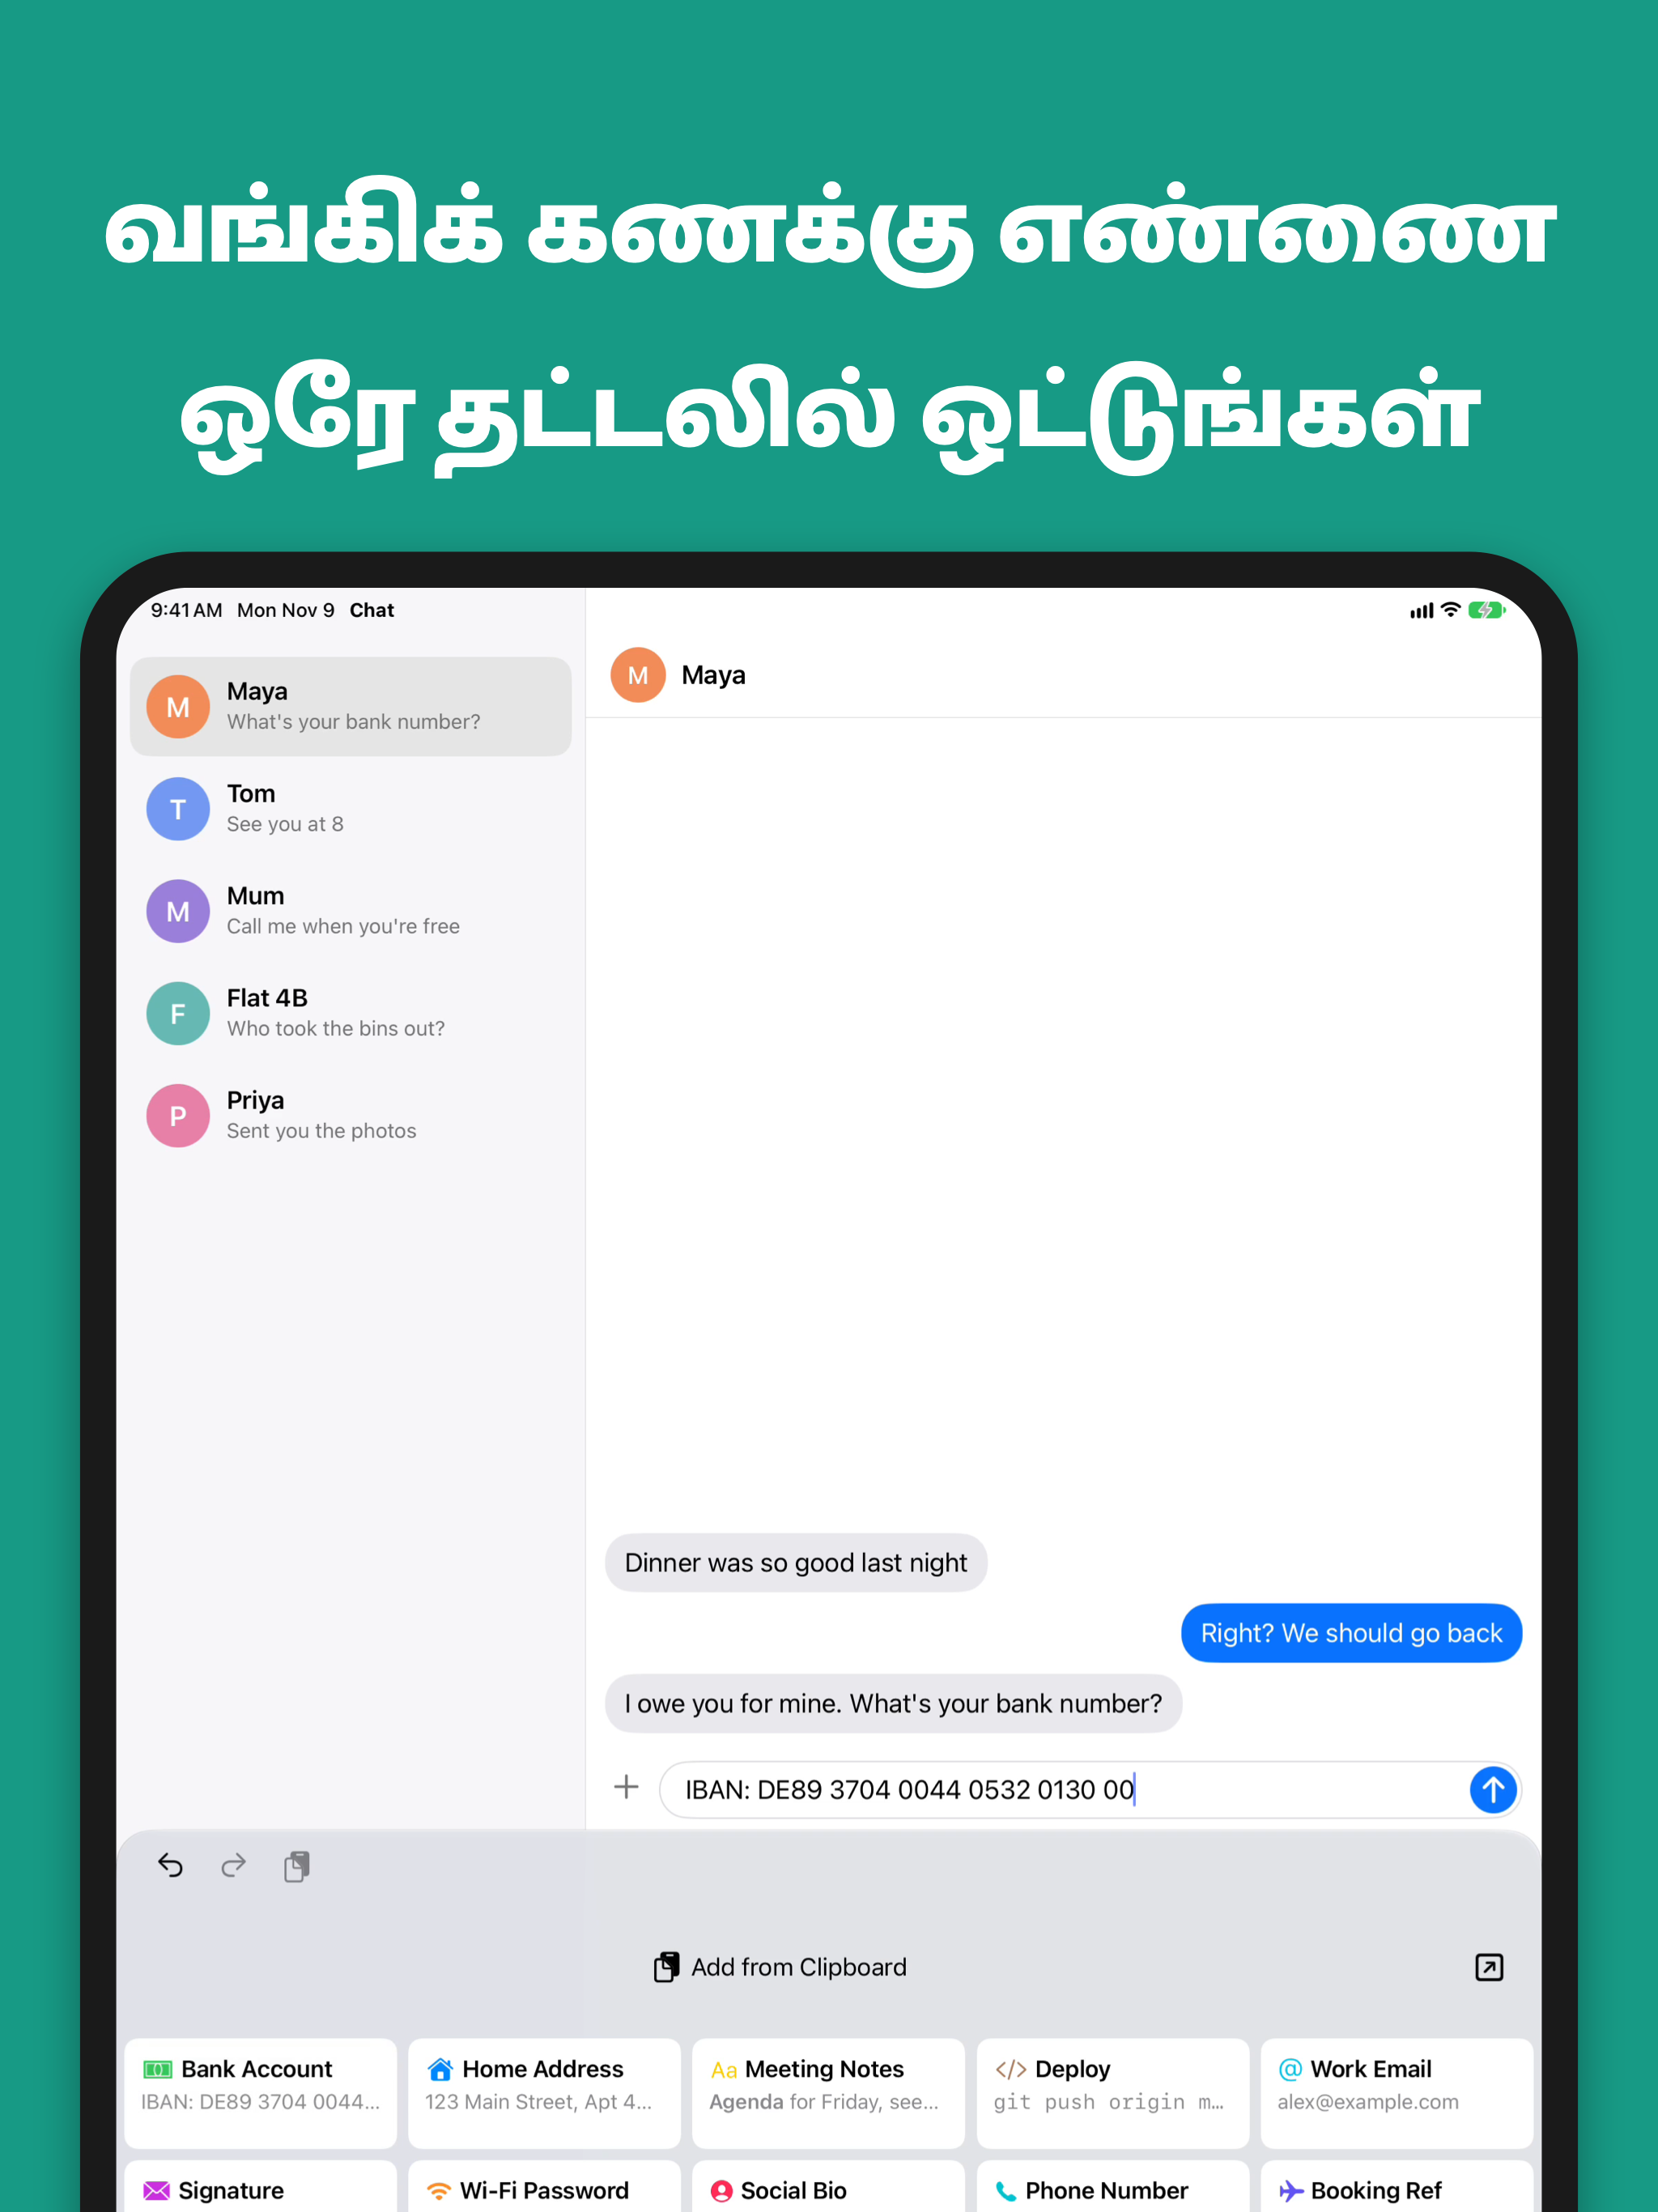 வங்கிக் கணக்கு எண்ணை
ஒரே தட்டலில் ஒட்டுங்கள்
9:41 AM Mon Nov 9 Chat
M
Maya
What's your bank number?
T
Tom
See you at 8
M
Mum
Call me when you're free
F
Flat 4B
Who took the bins out?
P
Priya
Sent you the photos
M Maya
Dinner was so good last night
Right? We should go back
I owe you for mine. What's your bank number?
IBAN: DE89 3704 0044 0532 0130 00
Add from Clipboard
Bank Account
IBAN: DE89 3704 0044...
Home Address
123 Main Street, Apt 4...
Aa Meeting Notes
Agenda for Friday, see...
</> Deploy
git push origin m...
@ Work Email
alex@example.com
Signature
Wi-Fi Password
Social Bio
Phone Number
Booking Ref